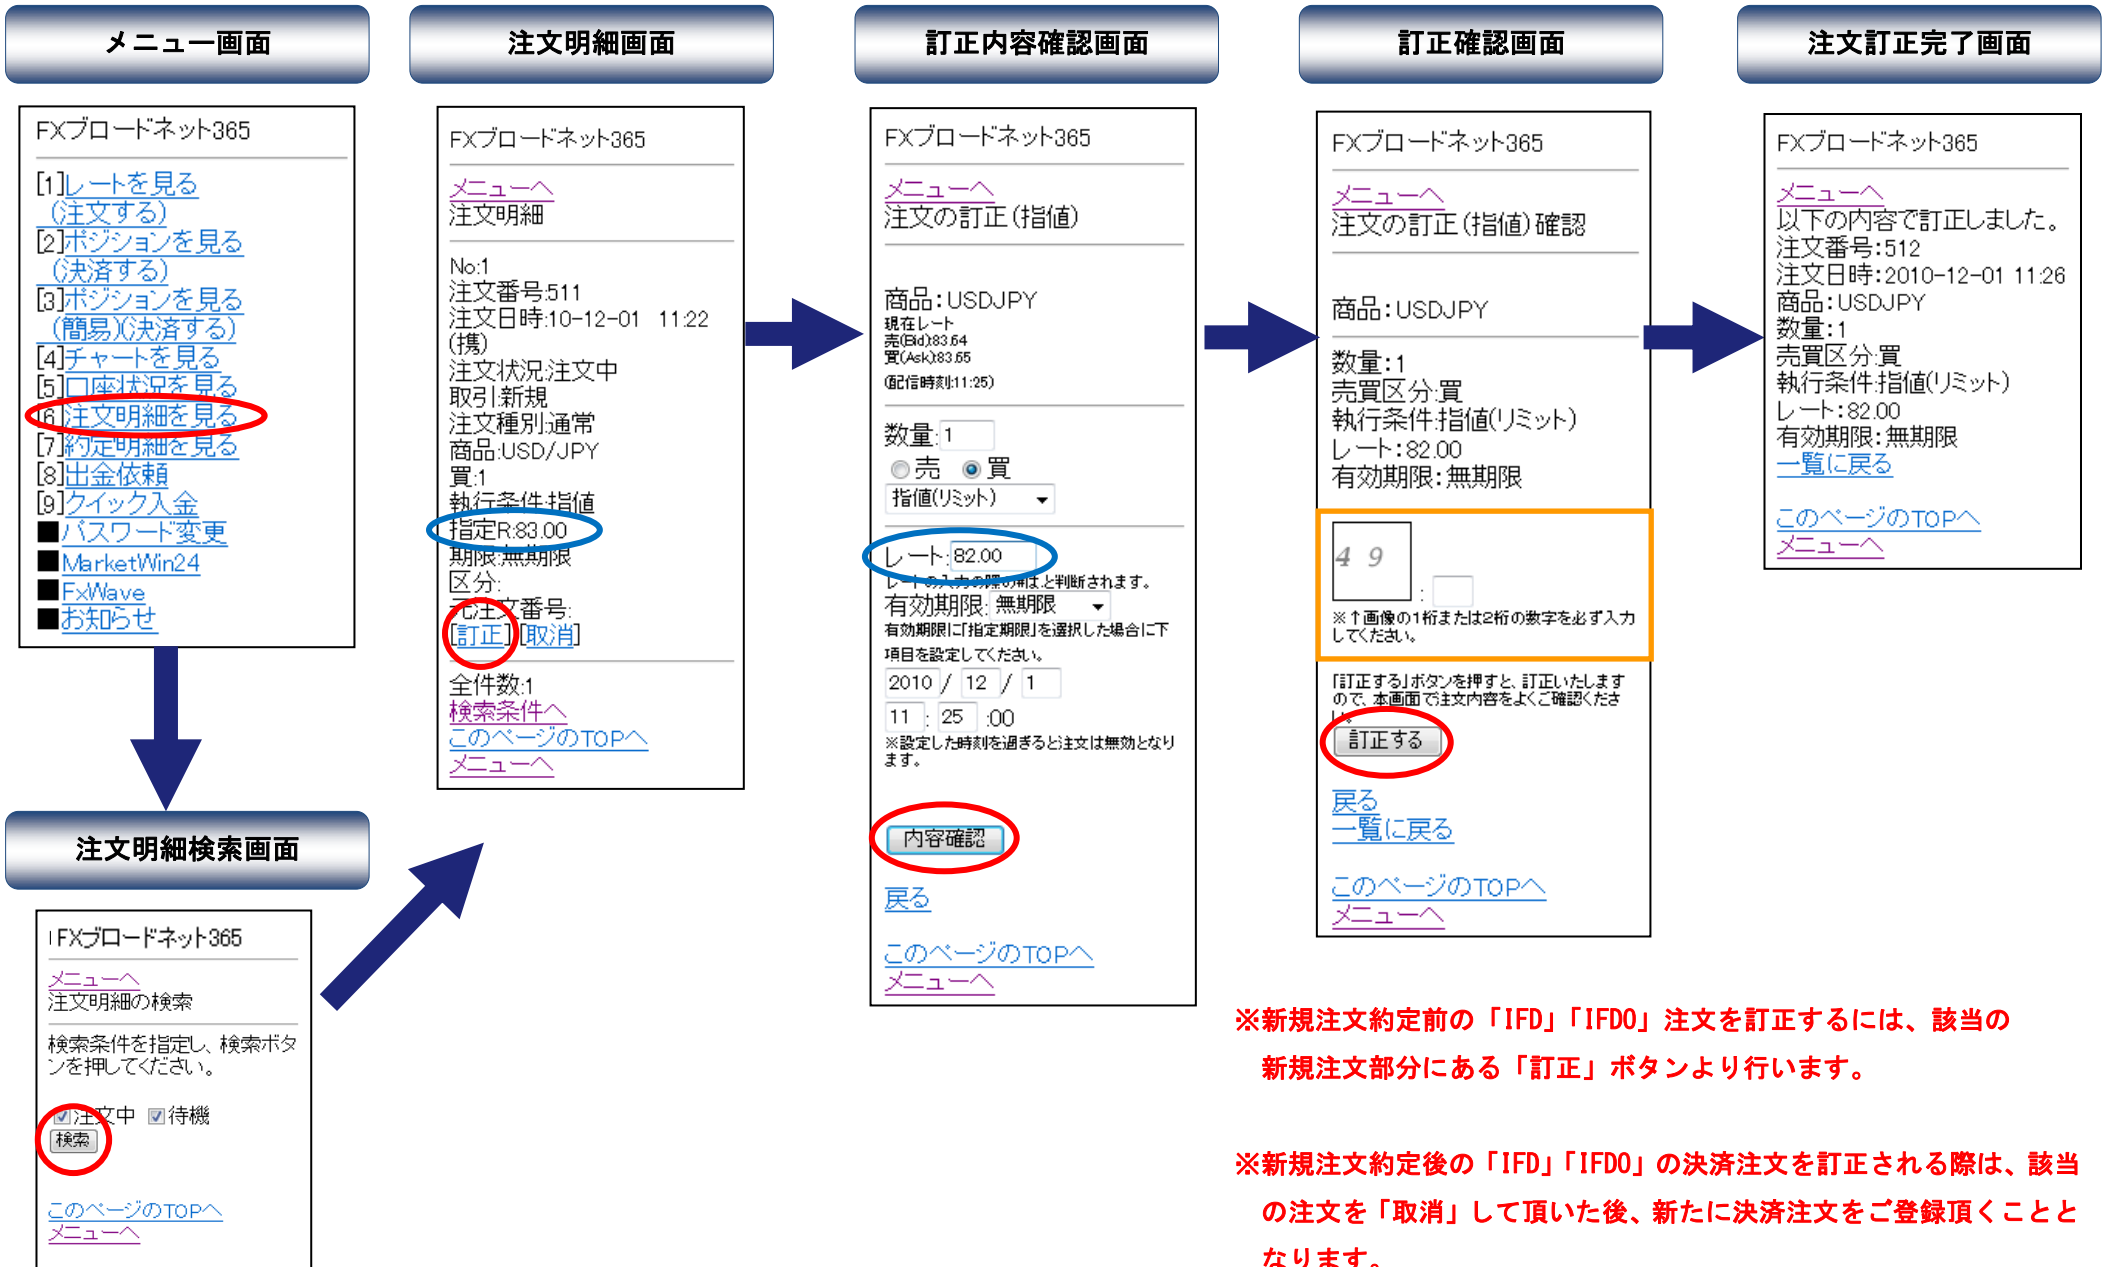 メニュー画面
FXブロードネット365
[1]レートを見る
(注文する)
[2]ポジションを見る
(決済する)
[3]ポジションを見る
(簡易)(決済する)
[4]チャートを見る
[5]口座状況を見る
[6]注文明細を見る
[7]約定明細を見る
[8]出金依頼
[9]クイック入金
■パスワード変更
■MarketWin24
■FxWave
■お知らせ
注文明細検索画面
FXブロードネット365
メニューへ
注文明細の検索
検索条件を指定し、検索ボタ
ンを押してください。
注文中 待機
検索
このページのTOPへ
メニューへ
注文明細画面
FXブロードネット365
メニューへ
注文明細
No:1
注文番号:511
注文日時:10-12-01 11:22
(携)
注文状況:注文中
取引:新規
注文種別:通常
商品:USD/JPY
買:1
執行条件:指値
指定R:83.00
期限:無期限
区分:
元注文番号:
[訂正][取消]
全件数:1
検索条件へ
このページのTOPへ
メニューへ
訂正内容確認画面
FXブロードネット365
メニューへ
注文の訂正(指値)
商品:USDJPY
現在レート
売(Bid):83.64
買(Ask):83.65
(配信時刻:11:25)
数量:1
売 買
指値(リミット)
レート:82.00
レートの入力の際の#は.と判断されます。
有効期限:無期限
有効期限に「指定期限」を選択した場合に下
項目を設定してください。
2010 / 12 / 1
11 : 25 :00
※設定した時刻を過ぎると注文は無効となり
ます。
内容確認
戻る
このページのTOPへ
メニューへ
訂正確認画面
FXブロードネット365
メニューへ
注文の訂正(指値)確認
商品:USDJPY
数量:1
売買区分:買
執行条件:指値(リミット)
レート:82.00
有効期限:無期限
4 9
:
※↑画像の1桁または2桁の数字を必ず入力
してください。
「訂正する」ボタンを押すと、訂正いたします
ので、本画面で注文内容をよくご確認くださ
い。
訂正する
戻る
一覧に戻る
このページのTOPへ
メニューへ
注文訂正完了画面
FXブロードネット365
メニューへ
以下の内容で訂正しました。
注文番号:512
注文日時:2010-12-01 11:26
商品:USDJPY
数量:1
売買区分:買
執行条件:指値(リミット)
レート:82.00
有効期限:無期限
一覧に戻る
このページのTOPへ
メニューへ
※新規注文約定前の「IFD」「IFDO」注文を訂正するには、該当の
新規注文部分にある「訂正」ボタンより行います。
※新規注文約定後の「IFD」「IFDO」の決済注文を訂正される際は、該当
の注文を「取消」して頂いた後、新たに決済注文をご登録頂くことと
なります。